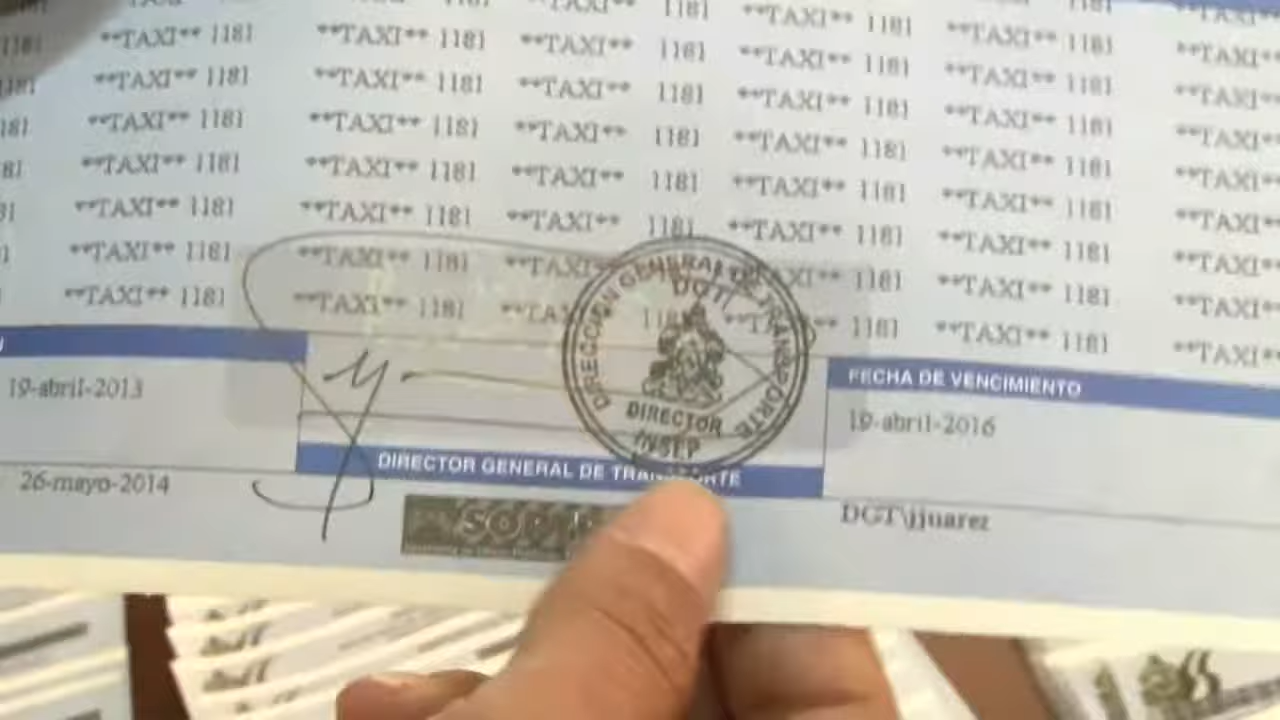 **TAXI** 1181 **TAXI** 1181 **TAXI** 1181 **TAXI** 1181 **TAXI** 1181
**TAXI** 1181 **TAXI** 1181 **TAXI** 1181 **TAXI** 1181 **TAXI** 1181
**TAXI** 1181 **TAXI** 1181 **TAXI** 1181 **TAXI** 1181 **TAXI** 1181
**TAXI** 1181 **TAXI** 1181 **TAXI** 1181 **TAXI** 1181 **TAXI** 1181
**TAXI** 1181 **TAXI** 1181 **TAXI** 1181 **TAXI** 1181 **TAXI** 1181
**TAXI** 1181 **TAXI** 1181 **TAXI** 1181 **TAXI** 1181
**TAXI** 1181 **TAXI** 1181 1181 **TAXI** 1181
DIRECCIÓN GENERAL DE TRANSPORTE
DGT
DIRECTOR
INSEP
19-abril-2013
FECHA DE VENCIMIENTO
19-abril-2016
DIRECTOR GENERAL DE TRANSPORTE
26-mayo-2014
DGT\jjuarez